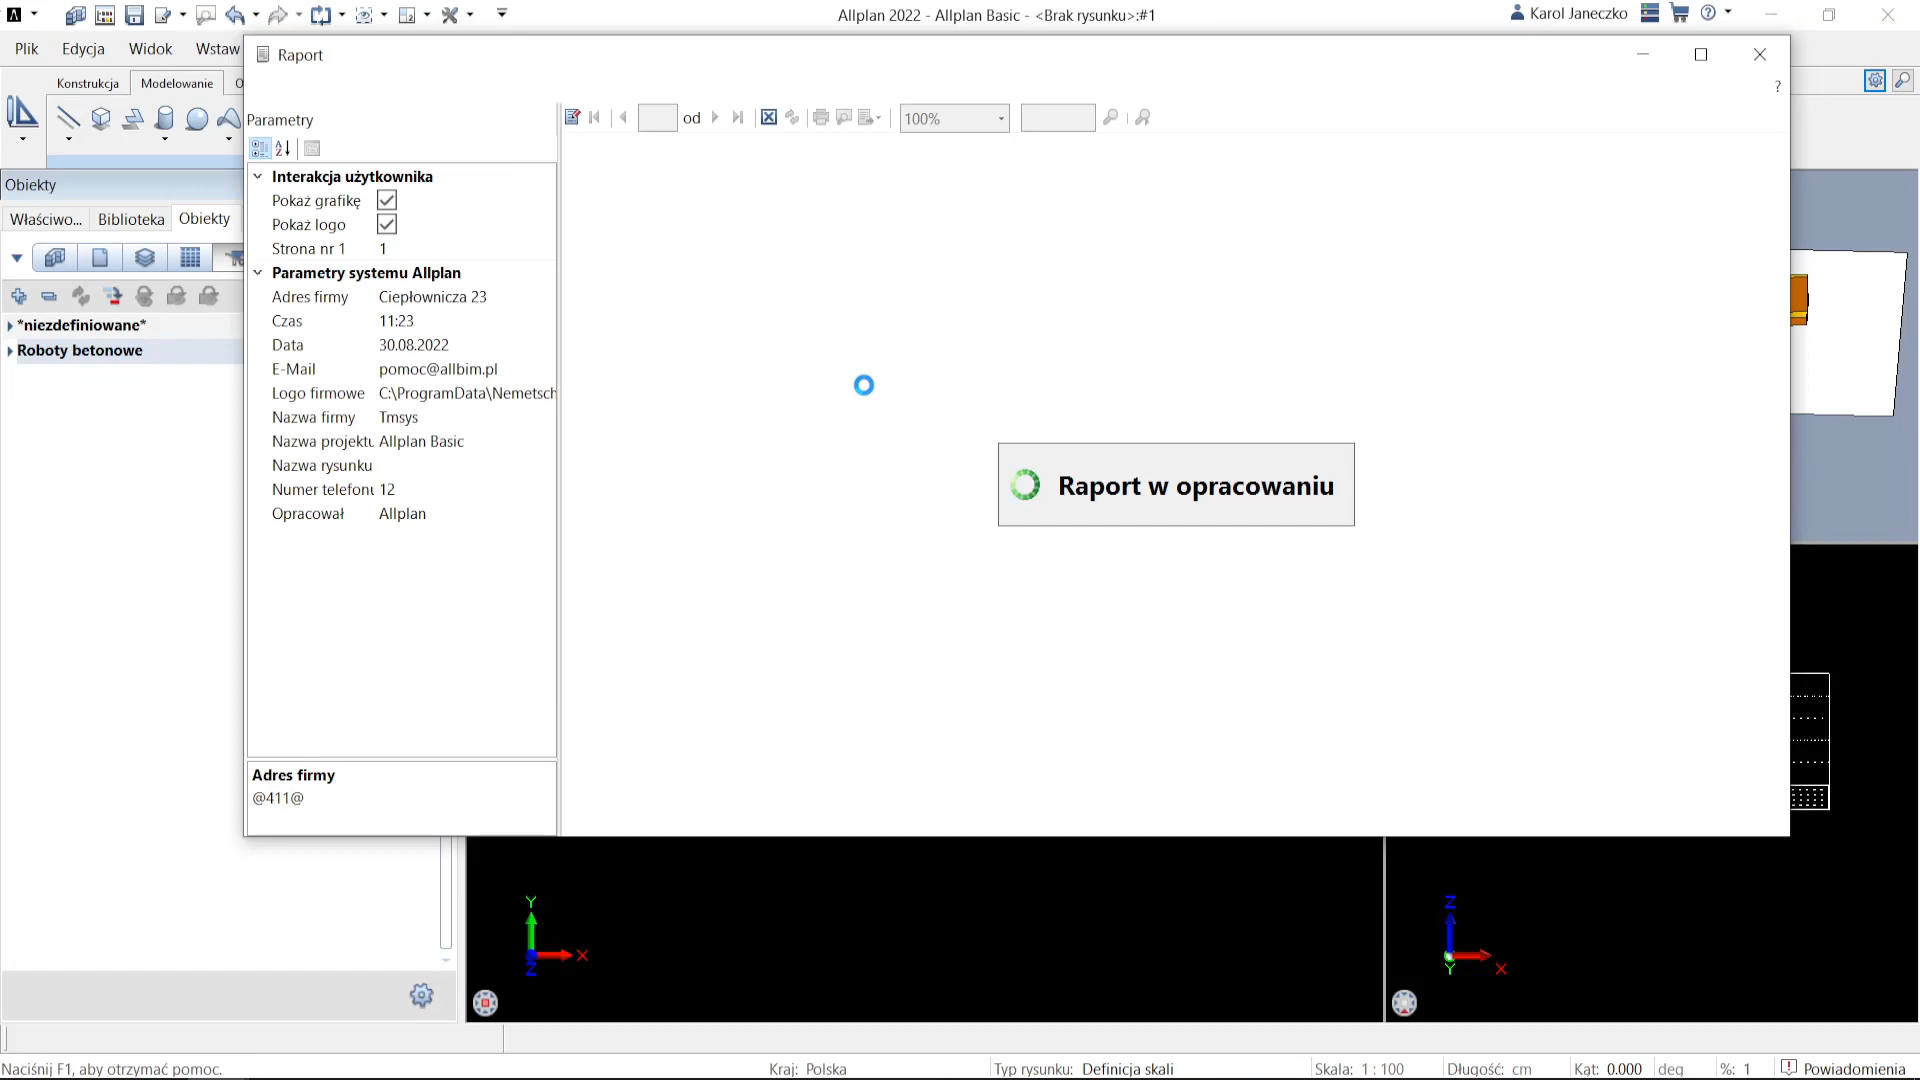 Allplan 2022 - Allplan Basic - <Brak rysunku>:#1
Karol Janeczko
Plik Edycja Widok Wstaw
Raport
?
Konstrukcja Modelowanie O
Parametry
od
100%
Obiekty
Właściwo... Biblioteka Obiekty
*niezdefiniowane*
Roboty betonowe
Interakcja użytkownika
Pokaż grafikę
Pokaż logo
Strona nr 1 1
Parametry systemu Allplan
Adres firmy Ciepłownicza 23
Czas 11:23
Data 30.08.2022
E-Mail pomoc@allbim.pl
Logo firmowe C:\ProgramData\Nemetsch
Nazwa firmy Tmsys
Nazwa projektu Allplan Basic
Nazwa rysunku
Numer telefonu 12
Opracował Allplan
Raport w opracowaniu
Adres firmy
@411@
Y
X
Z
Z
Y
X
Naciśnij F1, aby otrzymać pomoc. Kraj: Polska Typ rysunku: Definicja skali Skala: 1 : 100 Długość: cm Kąt: 0.000 deg %: 1 Powiadomienia